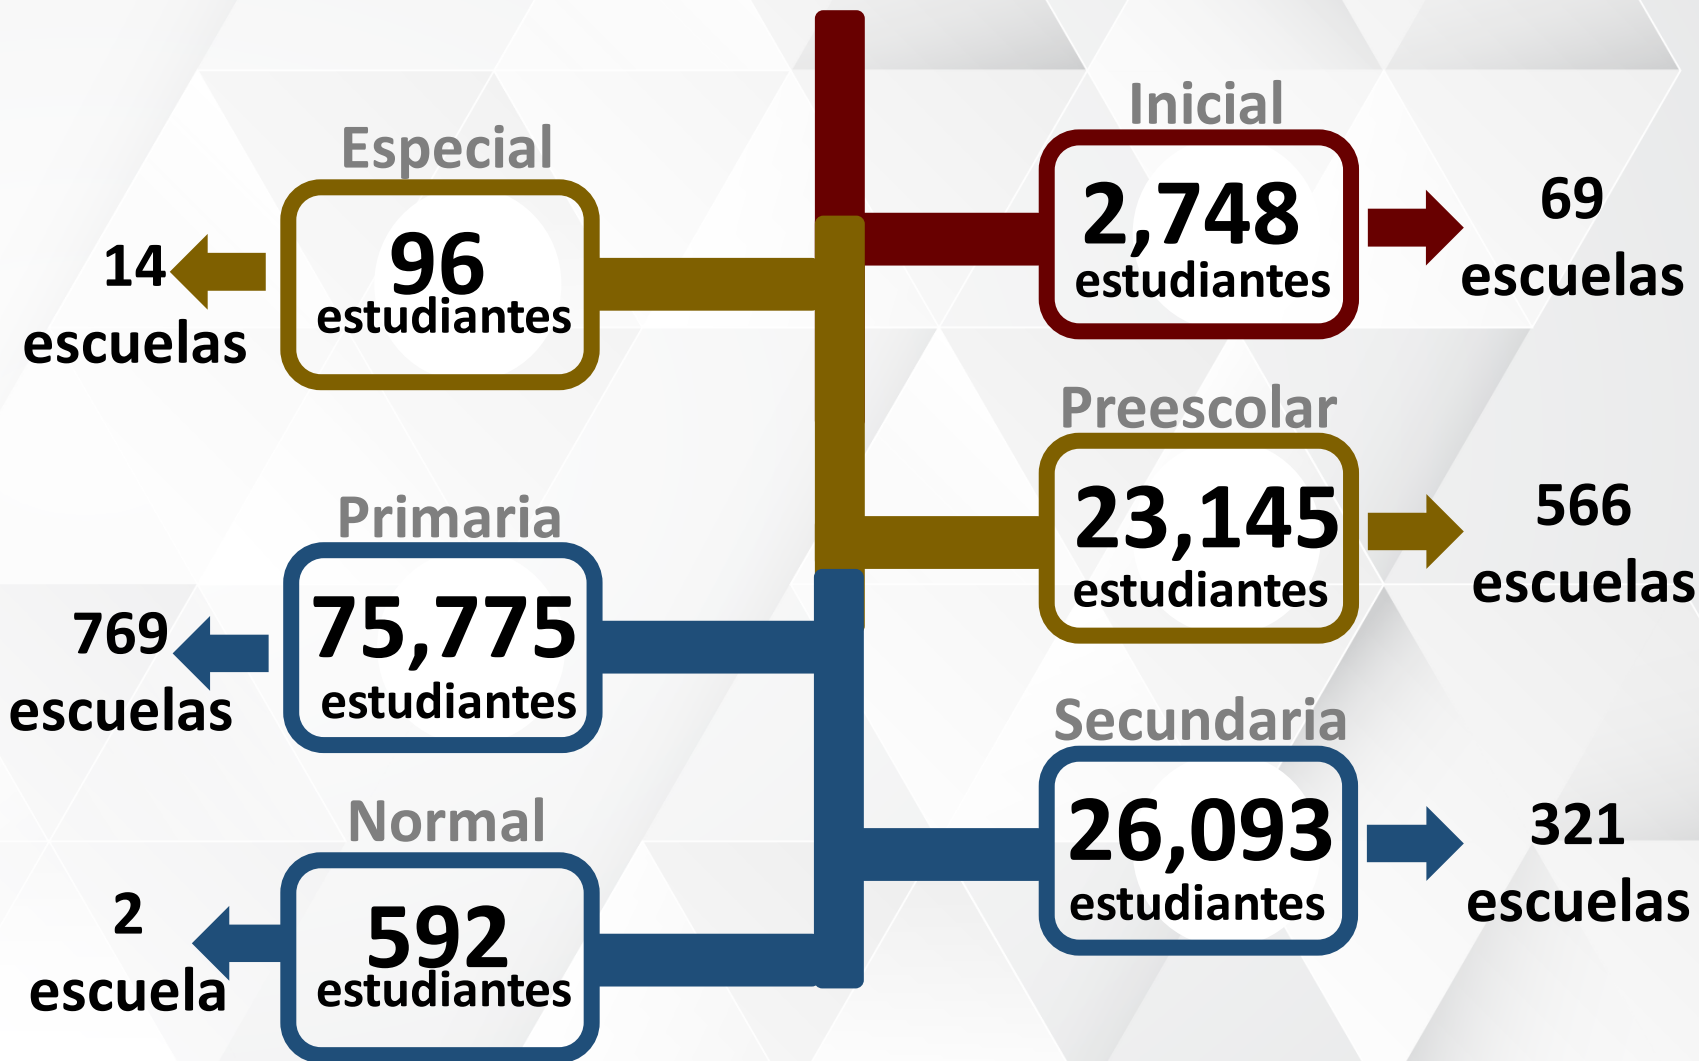 Inicial
2,748
estudiantes
69
escuelas
Especial
96
estudiantes
14
escuelas
Preescolar
23,145
estudiantes
566
escuelas
Primaria
75,775
estudiantes
769
escuelas
Secundaria
26,093
estudiantes
321
escuelas
Normal
592
estudiantes
2
escuela